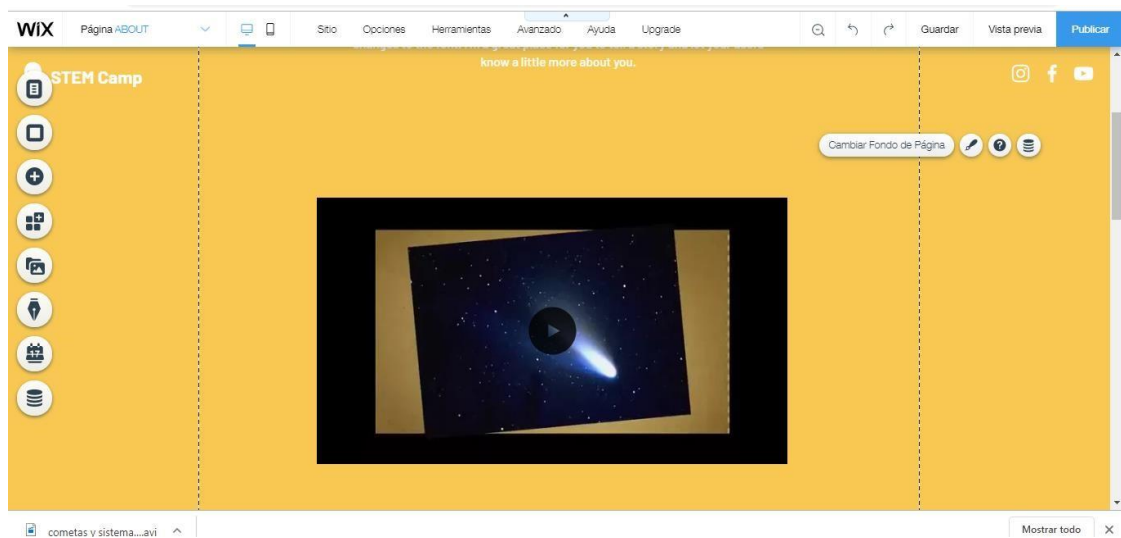 WiX Página ABOUT Sitio Opciones Herramientas Avanzado Ayuda Upgrade Guardar Vista previa Publicar
know a little more about you.
STEM Camp
Cambiar Fondo de Página
17
cometas y sistema....avi
Mostrar todo